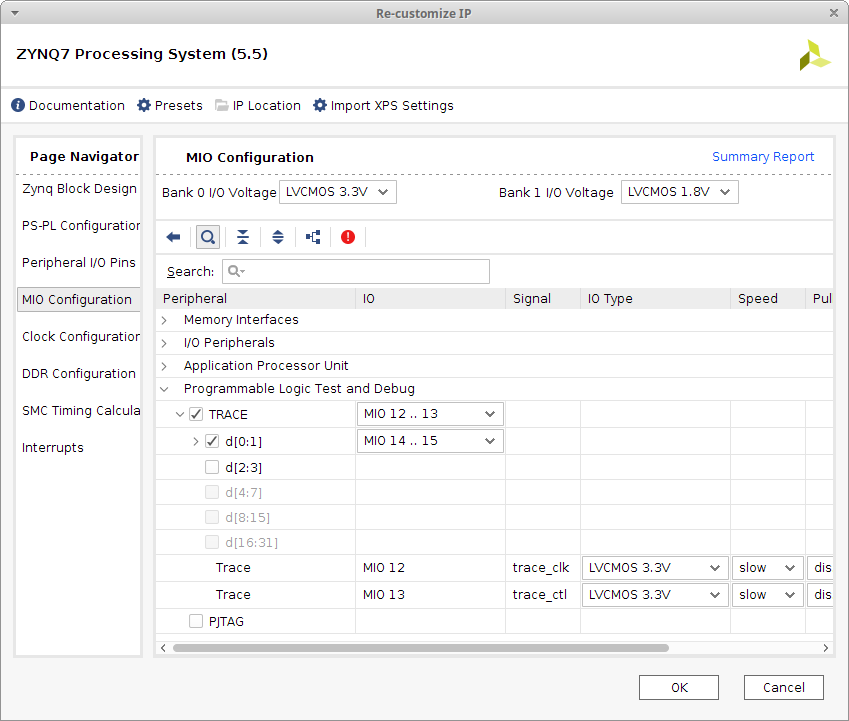 Re-customize IP
ZYNQ7 Processing System (5.5)
Documentation Presets IP Location Import XPS Settings
Page Navigator
Zynq Block Design
PS-PL Configuration
Peripheral I/O Pins
MIO Configuration
Clock Configuration
DDR Configuration
SMC Timing Calcula
Interrupts
MIO Configuration Summary Report
Bank 0 I/O Voltage LVCMOS 3.3V Bank 1 I/O Voltage LVCMOS 1.8V
Search:
Peripheral IO Signal IO Type Speed Pul
Memory Interfaces
I/O Peripherals
Application Processor Unit
Programmable Logic Test and Debug
TRACE MIO 12 .. 13
d[0:1] MIO 14 .. 15
d[2:3]
d[4:7]
d[8:15]
d[16:31]
Trace MIO 12 trace_clk LVCMOS 3.3V slow dis
Trace MIO 13 trace_ctl LVCMOS 3.3V slow dis
PJTAG
OK Cancel